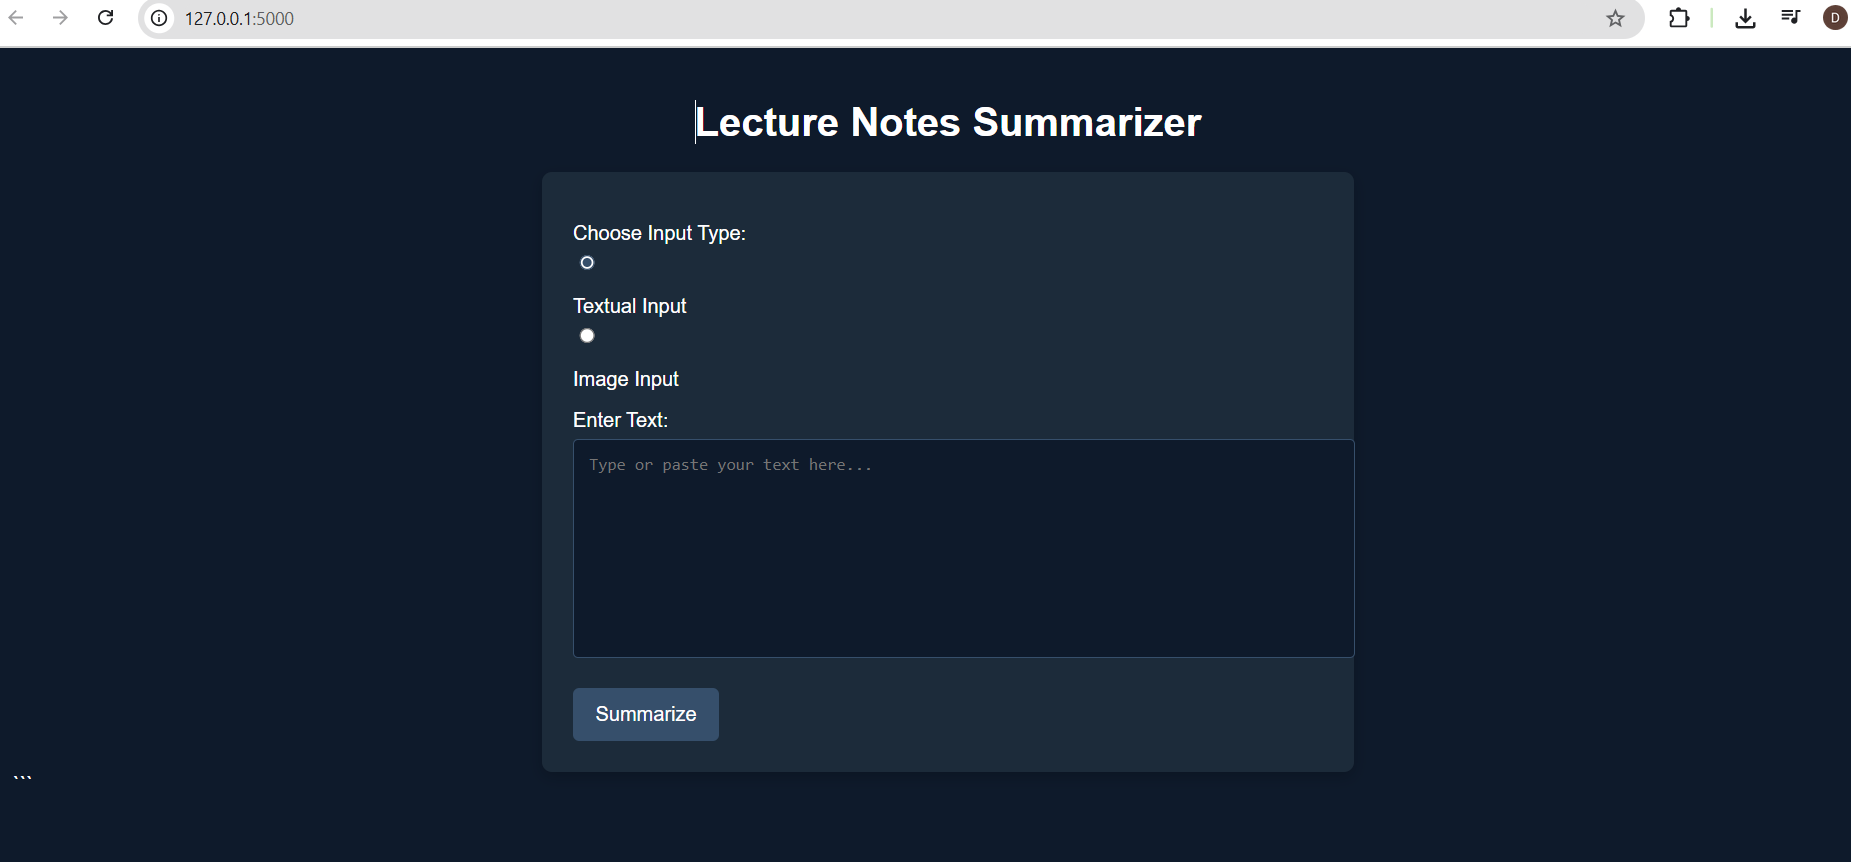 127.0.0.1:5000
D
Lecture Notes Summarizer
Choose Input Type:
Textual Input
Image Input
Enter Text:
Type or paste your text here...
Summarize
```